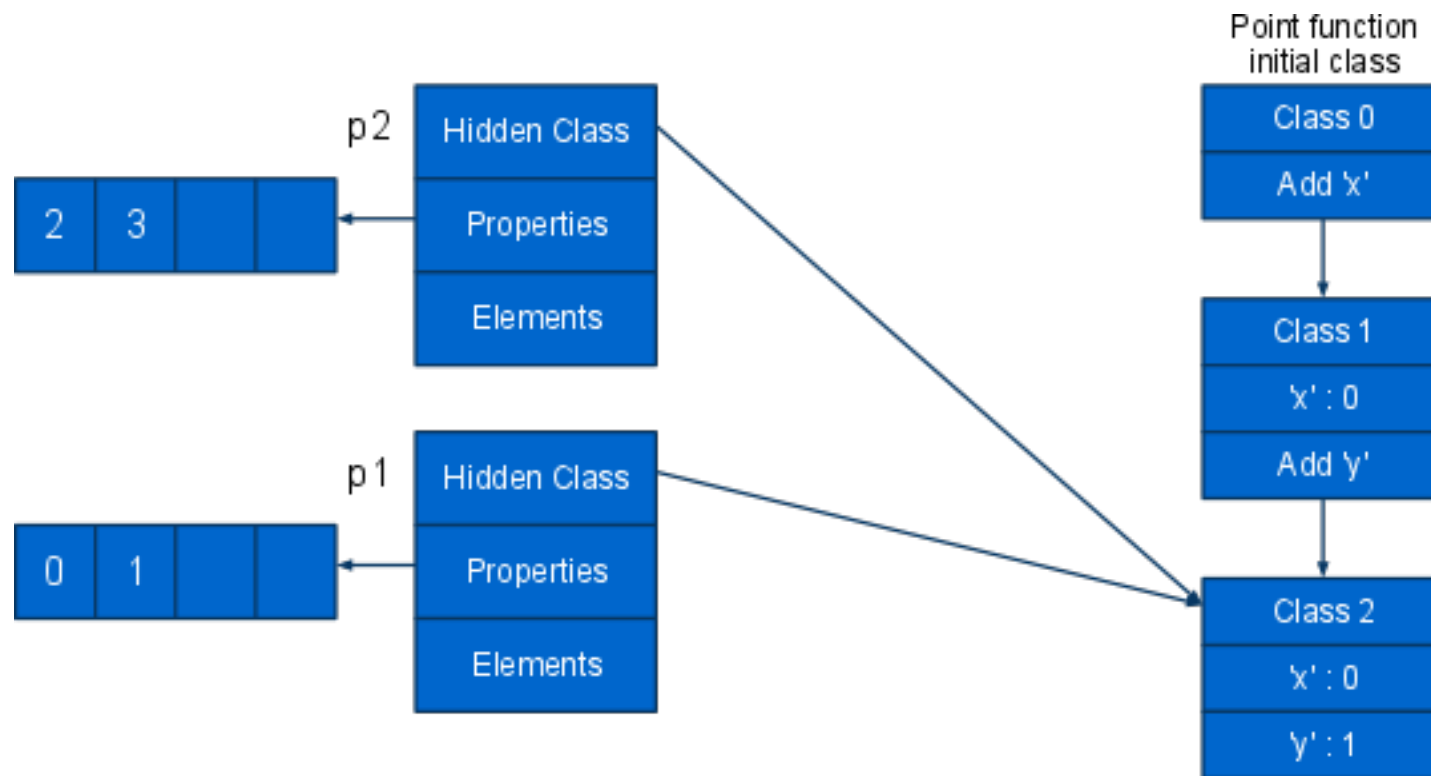 Point function
initial class
p2
Hidden Class
Properties
Elements
2 3
p1
Hidden Class
Properties
Elements
0 1
Class 0
Add 'x'
Class 1
'x' : 0
Add 'y'
Class 2
'x' : 0
'y' : 1